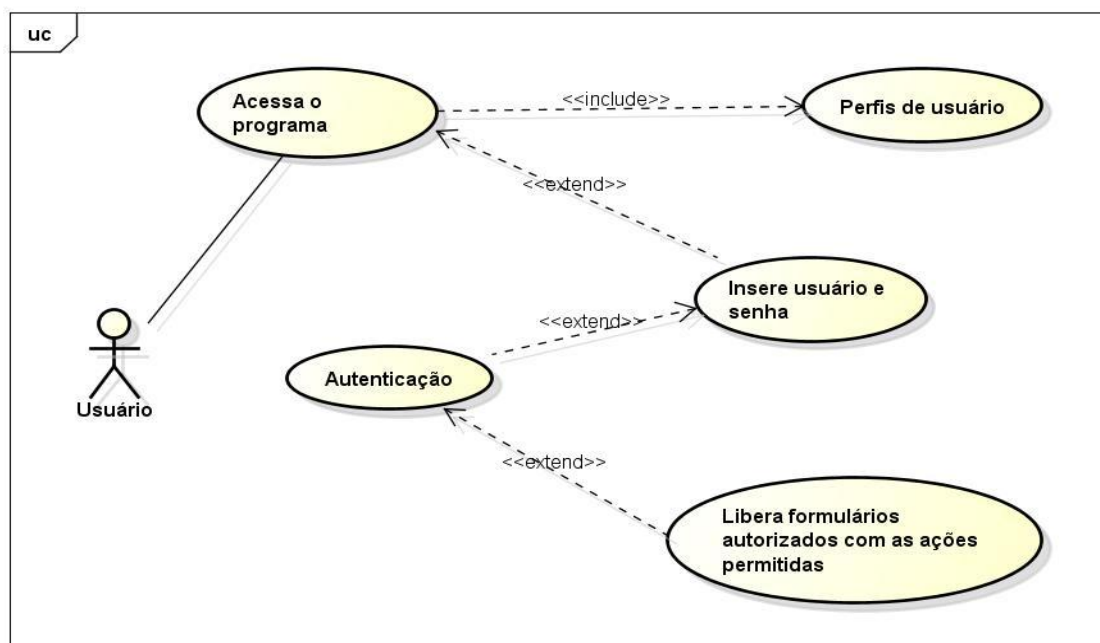 uc
Acessa o
programa
<<include>>
Perfis de usuário
<<extend>>
Insere usuário e
senha
<<extend>>
Autenticação
Usuário
<<extend>>
Libera formulários
autorizados com as ações
permitidas